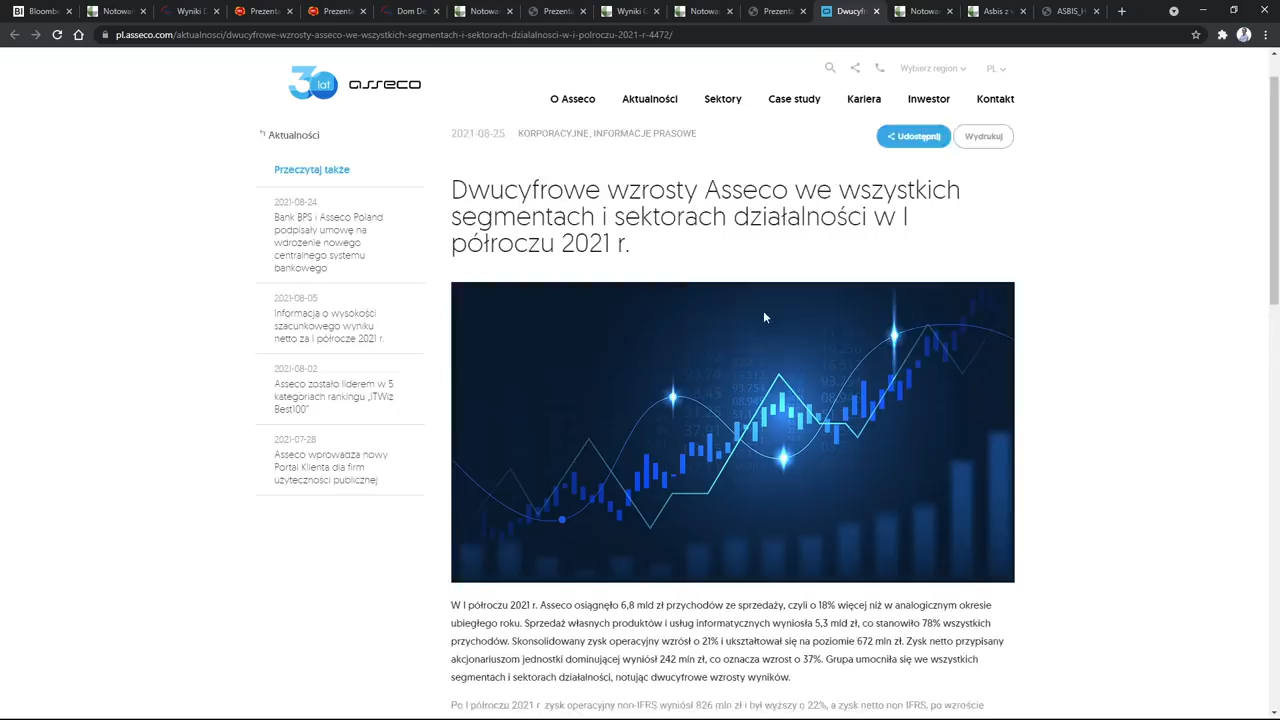 Bloomb
Notowa
Wyniki D
Prezenta
Prezenta
Dom De
Notowa
Prezenta
Wyniki
Notowa
Prezenta
Dwucyf
Notowa
Asbis z
ASBIS_H
pl.asseco.com/aktualnosci/dwucyfrowe-wzrosty-asseco-we-wszystkich-segmentach-i-sektorach-dzialalnosci-w-i-polroczu-2021-r-4472/
30 lat asseco
Wybierz region
PL
O Asseco Aktualności Sektory Case study Kariera Inwestor Kontakt
Aktualności
Przeczytaj także
2021-08-24
Bank BPS i Asseco Poland
podpisały umowę na
wdrożenie nowego
centralnego systemu
bankowego
2021-08-05
Informacja o wysokości
szacunkowego wyniku
netto za I półrocze 2021 r.
2021-08-02
Asseco zostało liderem w 5
kategoriach rankingu „ITWiz
Best100”
2021-07-28
Asseco wprowadza nowy
Portal Klienta dla firm
użyteczności publicznej
2021-08-25 KORPORACYJNE, INFORMACJE PRASOWE
Udostępnij
Wydrukuj
Dwucyfrowe wzrosty Asseco we wszystkich
segmentach i sektorach działalności w I
półroczu 2021 r.
W I półroczu 2021 r. Asseco osiągnęło 6,8 mld zł przychodów ze sprzedaży, czyli o 18% więcej niż w analogicznym okresie
ubiegłego roku. Sprzedaż własnych produktów i usług informatycznych wyniosła 5,3 mld zł, co stanowiło 78% wszystkich
przychodów. Skonsolidowany zysk operacyjny wzrósł o 21% i ukształtował się na poziomie 672 mln zł. Zysk netto przypisany
akcjonariuszom jednostki dominującej wyniósł 242 mln zł, co oznacza wzrost o 37%. Grupa umocniła się we wszystkich
segmentach i sektorach działalności, notując dwucyfrowe wzrosty wyników.
Po I półroczu 2021 r. zysk operacyjny non-IFRS wyniósł 826 mln zł i był wyższy o 22%, a zysk netto non IFRS, po wzroście